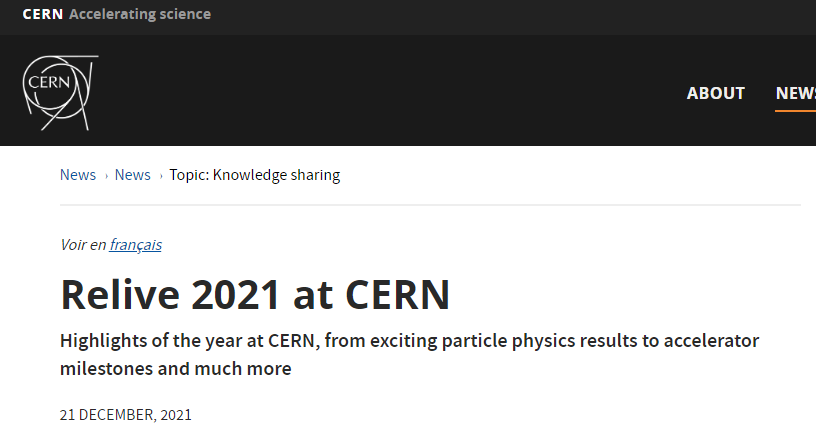 CERN Accelerating science
CERN
ABOUT
NEWS
News › News › Topic: Knowledge sharing
Voir en français
Relive 2021 at CERN
Highlights of the year at CERN, from exciting particle physics results to accelerator
milestones and much more
21 DECEMBER, 2021